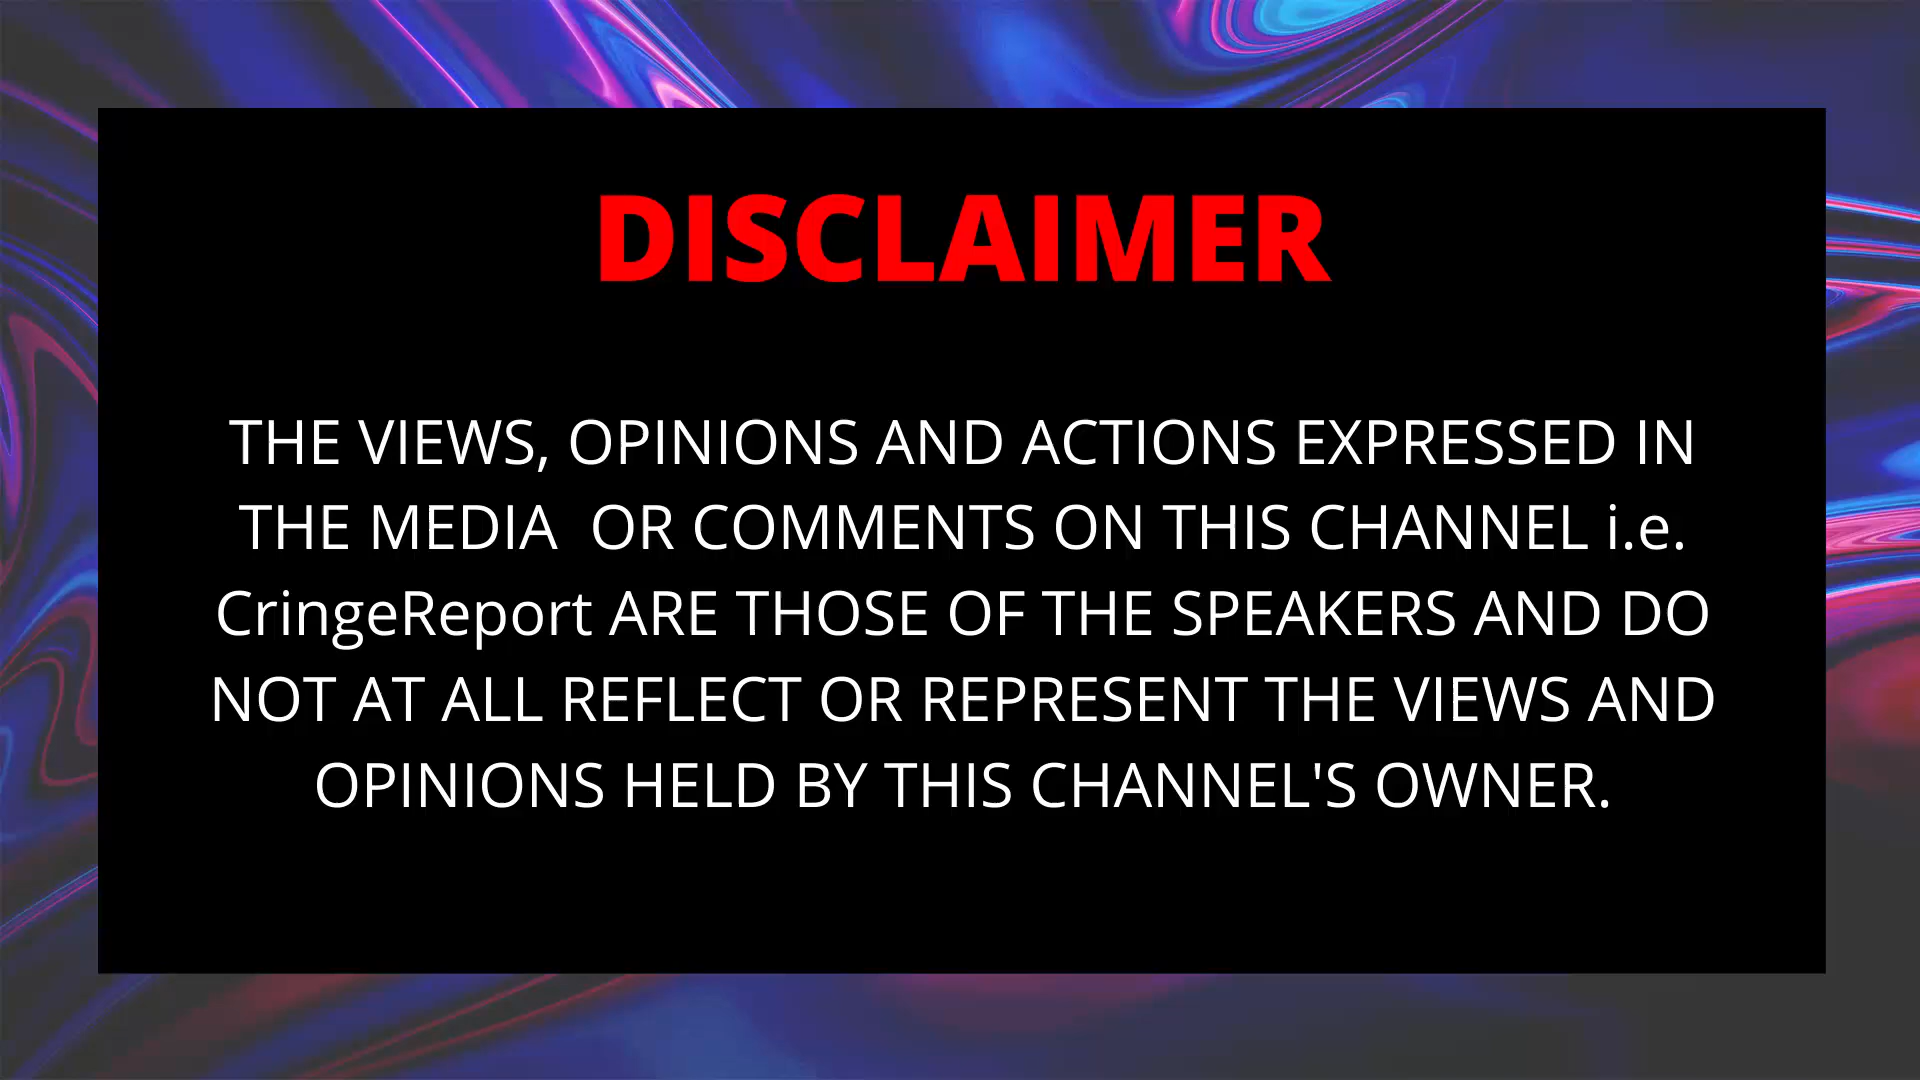 DISCLAIMER
THE VIEWS, OPINIONS AND ACTIONS EXPRESSED IN
THE MEDIA  OR COMMENTS ON THIS CHANNEL i.e.
CringeReport ARE THOSE OF THE SPEAKERS AND DO
NOT AT ALL REFLECT OR REPRESENT THE VIEWS AND
OPINIONS HELD BY THIS CHANNEL'S OWNER.